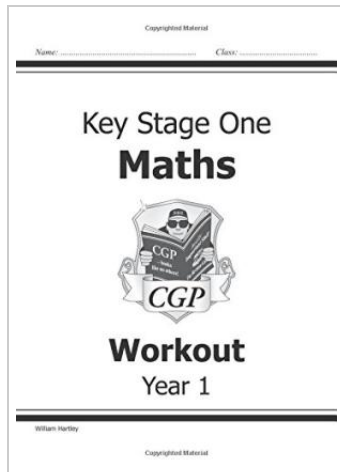 Copyrighted Material
Name: ............................................................ Class: ..................................
Key Stage One
Maths
CGP
CGP
Workout
Year 1
William Hartley
Copyrighted Material